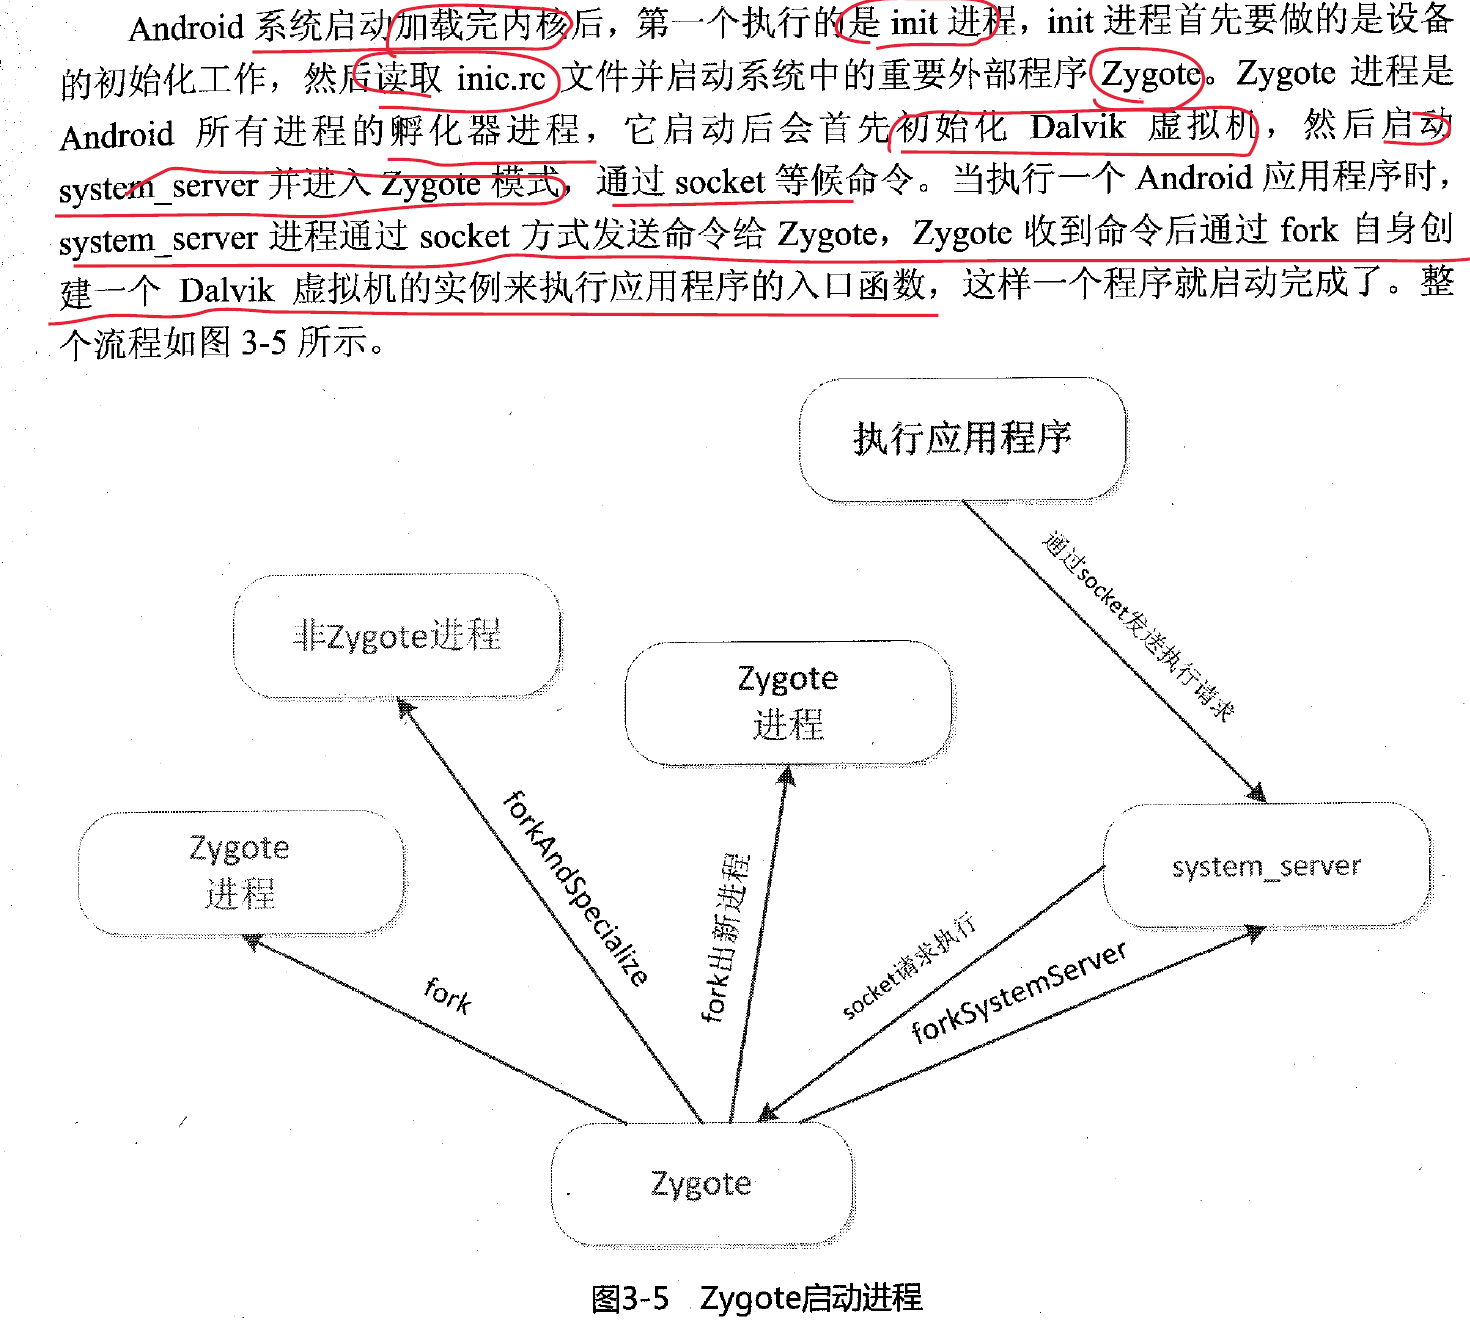 Android 系统启动加载完内核后，第一个执行的是 init 进程，init 进程首先要做的是设备
的初始化工作，然后读取 inic.rc 文件并启动系统中的重要外部程序 Zygote。Zygote 进程是
Android 所有进程的孵化器进程，它启动后会首先初始化 Dalvik 虚拟机，然后启动
system_server 并进入 Zygote 模式，通过 socket 等候命令。当执行一个 Android 应用程序时，
system_server 进程通过 socket 方式发送命令给 Zygote，Zygote 收到命令后通过 fork 自身创
建一个 Dalvik 虚拟机的实例来执行应用程序的入口函数，这样一个程序就启动完成了。整
个流程如图 3-5 所示。
执行应用程序
通过socket发送执行请求
非Zygote进程
Zygote
进程
Zygote
进程
system_server
forkAndSpecialize
fork出新进程
socket请求执行
forkSystemServer
fork
Zygote
图3-5 Zygote启动进程